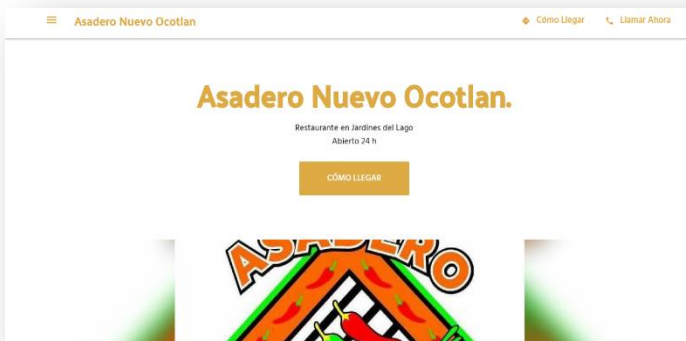 Asadero Nuevo Ocotlan
Cómo Llegar
Llamar Ahora
Asadero Nuevo Ocotlan.
Restaurante en Jardines del Lago
Abierto 24 h
CÓMO LLEGAR
ASADERO